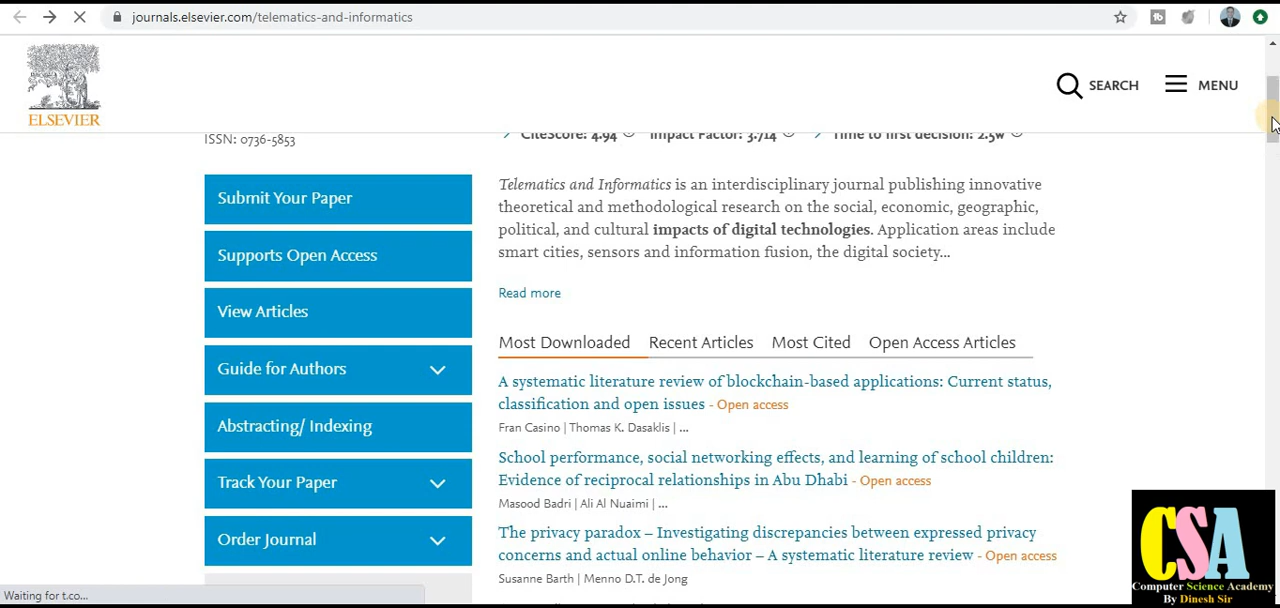 journals.elsevier.com/telematics-and-informatics
ELSEVIER
SEARCH
MENU
ISSN: 0736-5853
CiteScore: 4.94
Impact Factor: 3.714
Time to first decision: 2.5w
Submit Your Paper
Supports Open Access
View Articles
Guide for Authors
Abstracting/ Indexing
Track Your Paper
Order Journal
Telematics and Informatics is an interdisciplinary journal publishing innovative
theoretical and methodological research on the social, economic, geographic,
political, and cultural impacts of digital technologies. Application areas include
smart cities, sensors and information fusion, the digital society...
Read more
Most Downloaded
Recent Articles
Most Cited
Open Access Articles
A systematic literature review of blockchain-based applications: Current status,
classification and open issues - Open access
Fran Casino | Thomas K. Dasaklis | ...
School performance, social networking effects, and learning of school children:
Evidence of reciprocal relationships in Abu Dhabi - Open access
Masood Badri | Ali Al Nuaimi | ...
The privacy paradox – Investigating discrepancies between expressed privacy
concerns and actual online behavior – A systematic literature review - Open access
Susanne Barth | Menno D.T. de Jong
Waiting for t.co...
CSA
Computer Science Academy
By Dinesh Sir